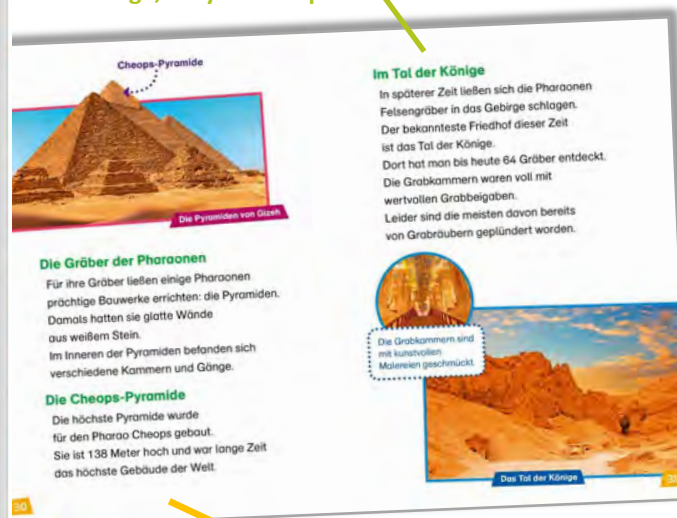 Cheops-Pyramide
Die Pyramiden von Gizeh
Die Gräber der Pharaonen
Für ihre Gräber ließen einige Pharaonen
prächtige Bauwerke errichten: die Pyramiden.
Damals hatten sie glatte Wände
aus weißem Stein.
Im Inneren der Pyramiden befanden sich
verschiedene Kammern und Gänge.
Die Cheops-Pyramide
Die höchste Pyramide wurde
für den Pharao Cheops gebaut.
Sie ist 138 Meter hoch und war lange Zeit
das höchste Gebäude der Welt.
30
Im Tal der Könige
In späterer Zeit ließen sich die Pharaonen
Felsengräber in das Gebirge schlagen.
Der bekannteste Friedhof dieser Zeit
ist das Tal der Könige.
Dort hat man bis heute 64 Gräber entdeckt.
Die Grabkammern waren voll mit
wertvollen Grabbeigaben.
Leider sind die meisten davon bereits
von Grabräubern geplündert worden.
Die Grabkammern sind
mit kunstvollen
Malereien geschmückt.
Das Tal der Könige